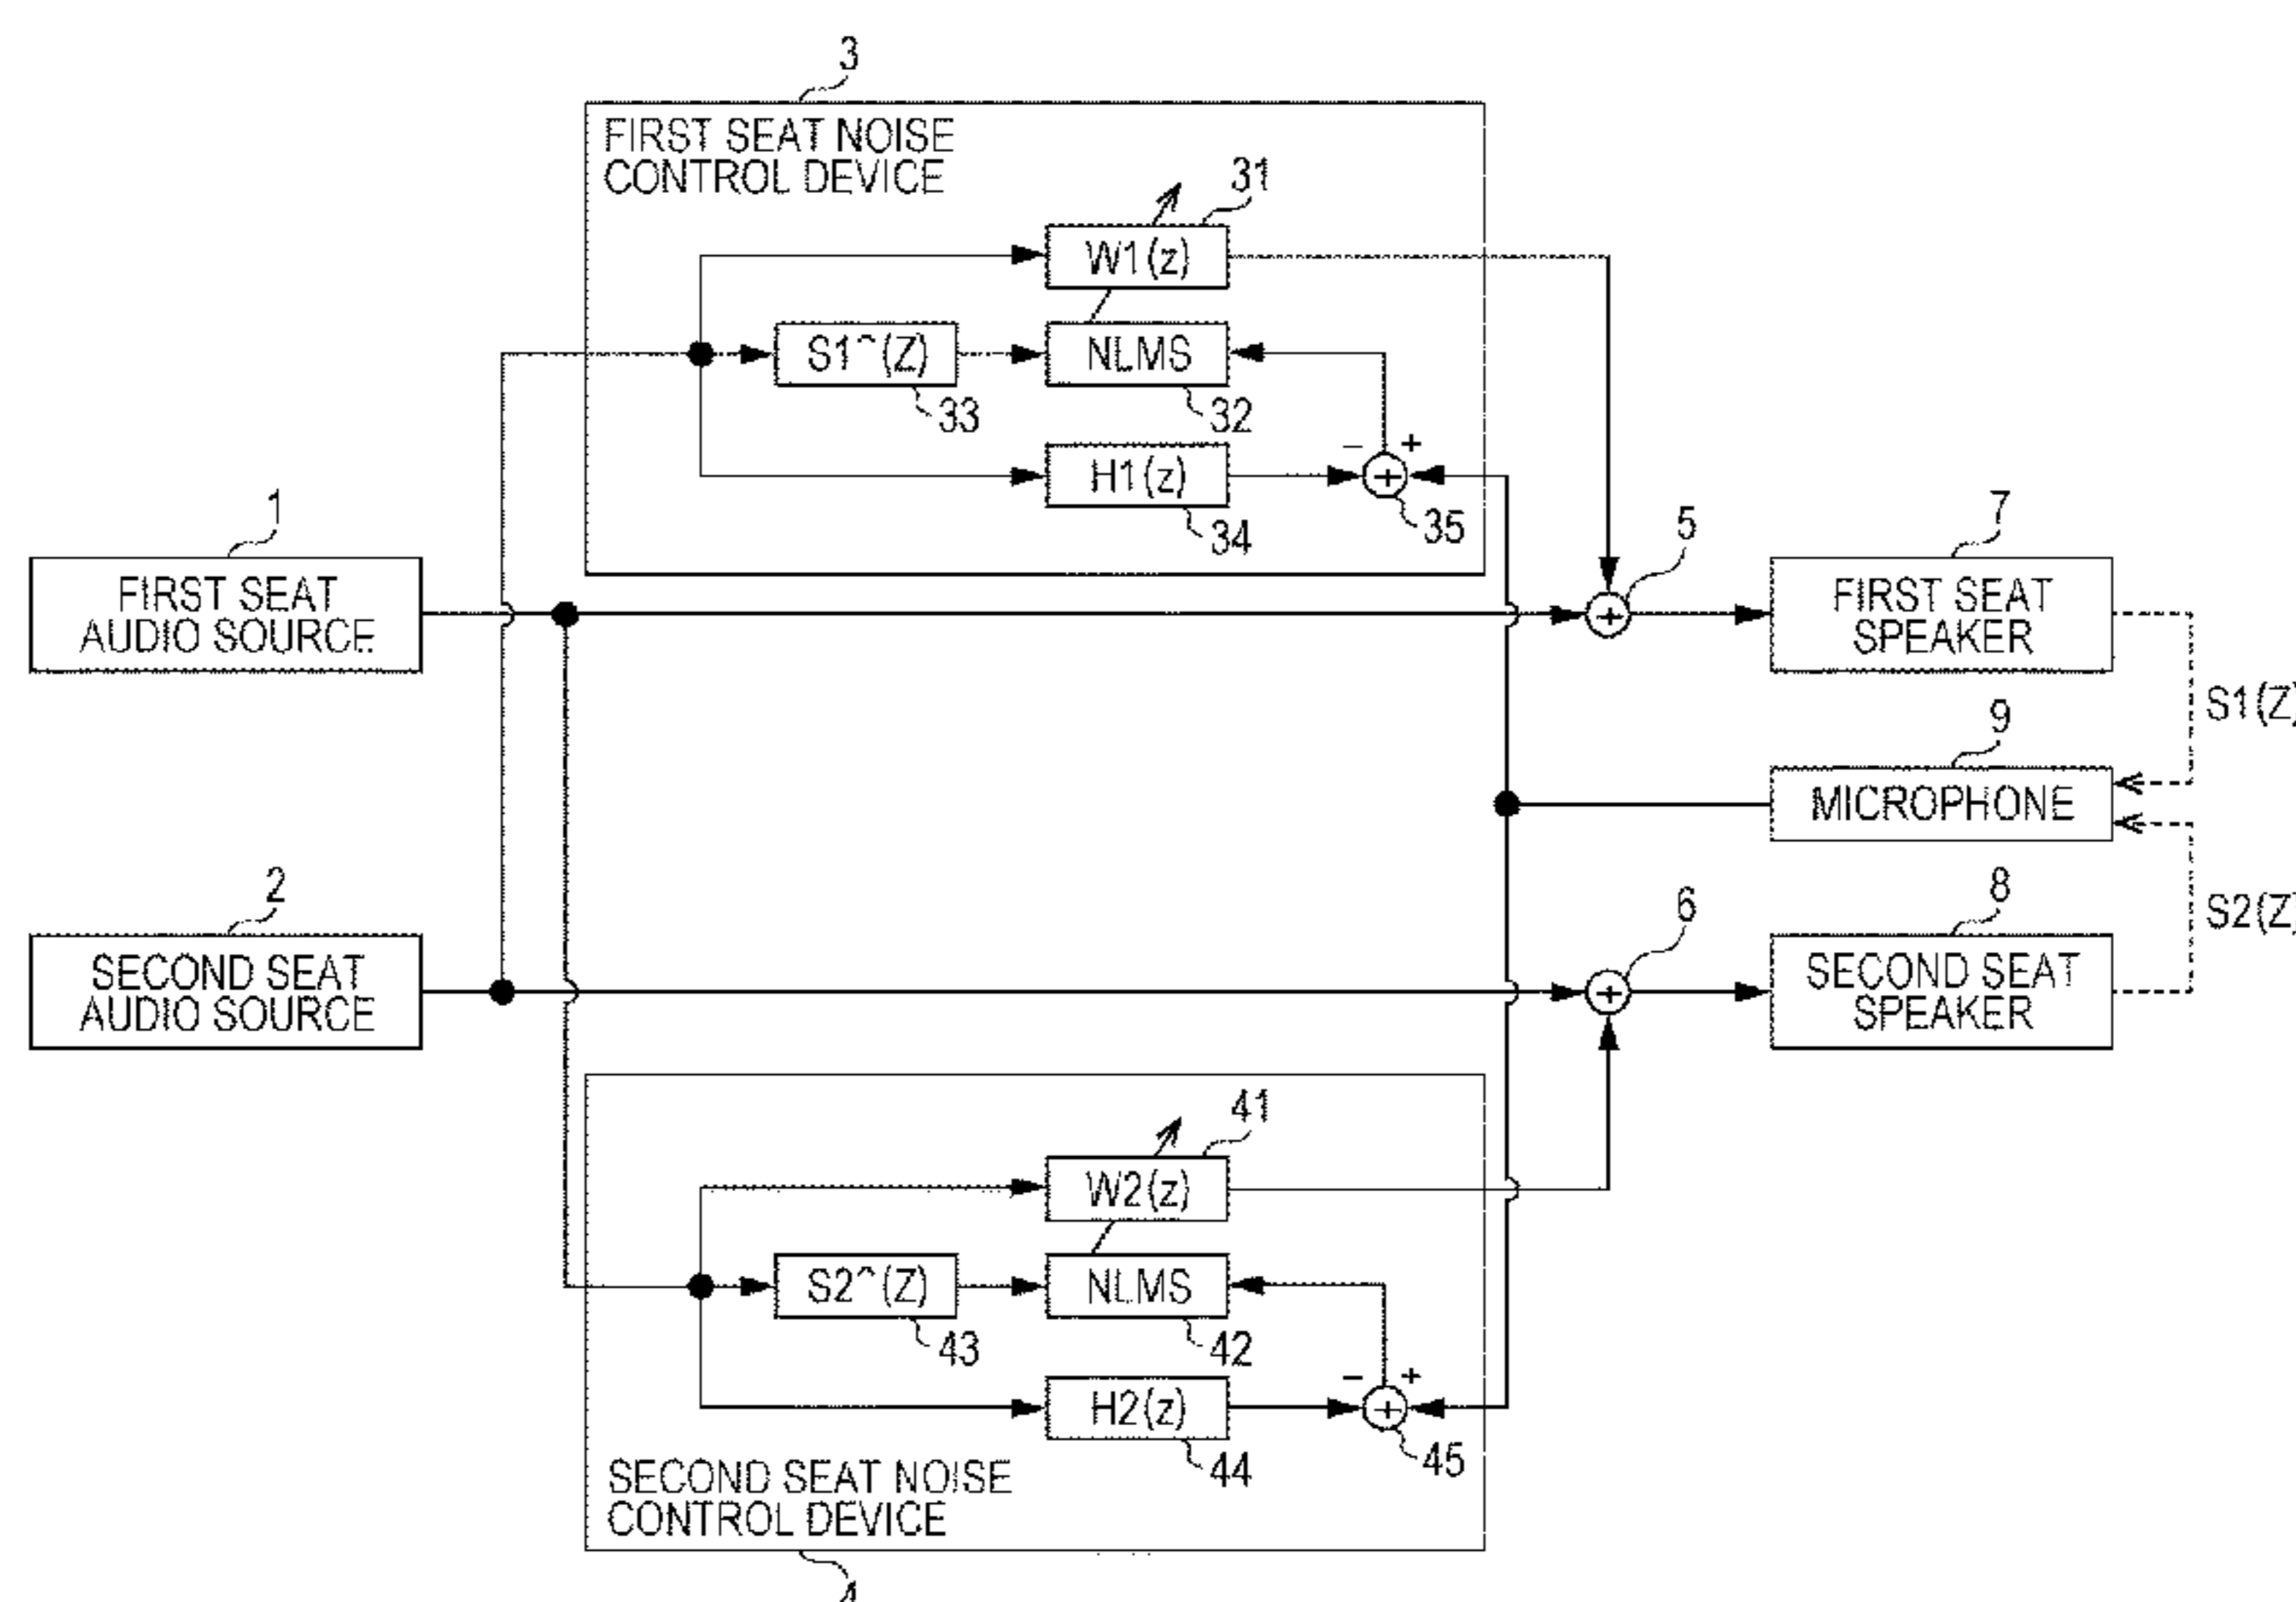 3
FIRST SEAT NOISE
CONTROL DEVICE
31
W1(z)
S1^(Z)
NLMS
33
32
H1(z)
− +
35
34
1
FIRST SEAT
AUDIO SOURCE
5
7
FIRST SEAT
SPEAKER
S1(Z)
9
MICROPHONE
2
SECOND SEAT
AUDIO SOURCE
6
8
SECOND SEAT
SPEAKER
S2(Z)
41
W2(z)
S2^(Z)
NLMS
43
42
H2(z)
− +
45
44
SECOND SEAT NOISE
CONTROL DEVICE
4